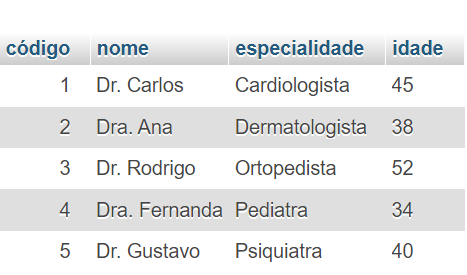 código nome especialidade idade
1 Dr. Carlos Cardiologista 45
2 Dra. Ana Dermatologista 38
3 Dr. Rodrigo Ortopedista 52
4 Dra. Fernanda Pediatra 34
5 Dr. Gustavo Psiquiatra 40